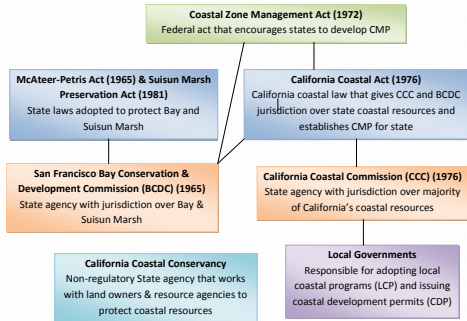 Coastal Zone Management Act (1972)
Federal act that encourages states to develop CMP
McAteer-Petris Act (1965) & Suisun Marsh
Preservation Act (1981)
State laws adopted to protect Bay and
Suisun Marsh
California Coastal Act (1976)
California coastal law that gives CCC and BCDC
jurisdiction over state coastal resources and
establishes CMP for state
San Francisco Bay Conservation &
Development Commission (BCDC) (1965)
State agency with jurisdiction over Bay &
Suisun Marsh
California Coastal Commission (CCC) (1976)
State agency with jurisdiction over majority
of California's coastal resources
California Coastal Conservancy
Non-regulatory State agency that works
with land owners & resource agencies to
protect coastal resources
Local Governments
Responsible for adopting local
coastal programs (LCP) and issuing
coastal development permits (CDP)